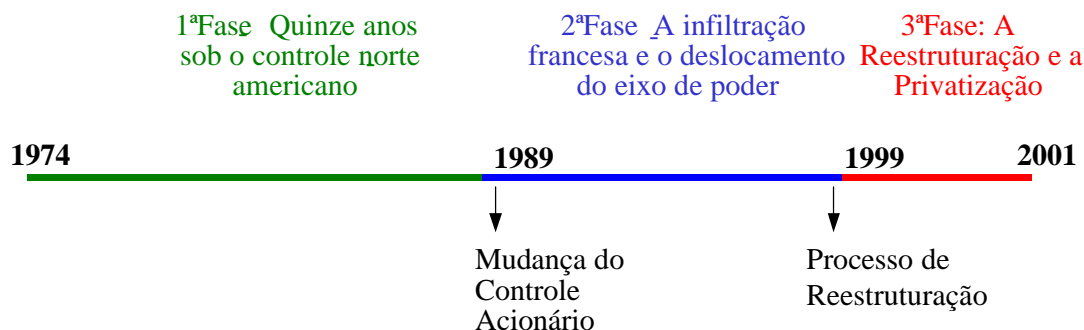 1ªFase Quinze anos
sob o controle norte
americano
2ªFase A infiltração
francesa e o deslocamento
do eixo de poder
3ªFase: A
Reestruturação e a
Privatização
1974
1989
1999
2001
Mudança do
Controle
Acionário
Processo de
Reestruturação